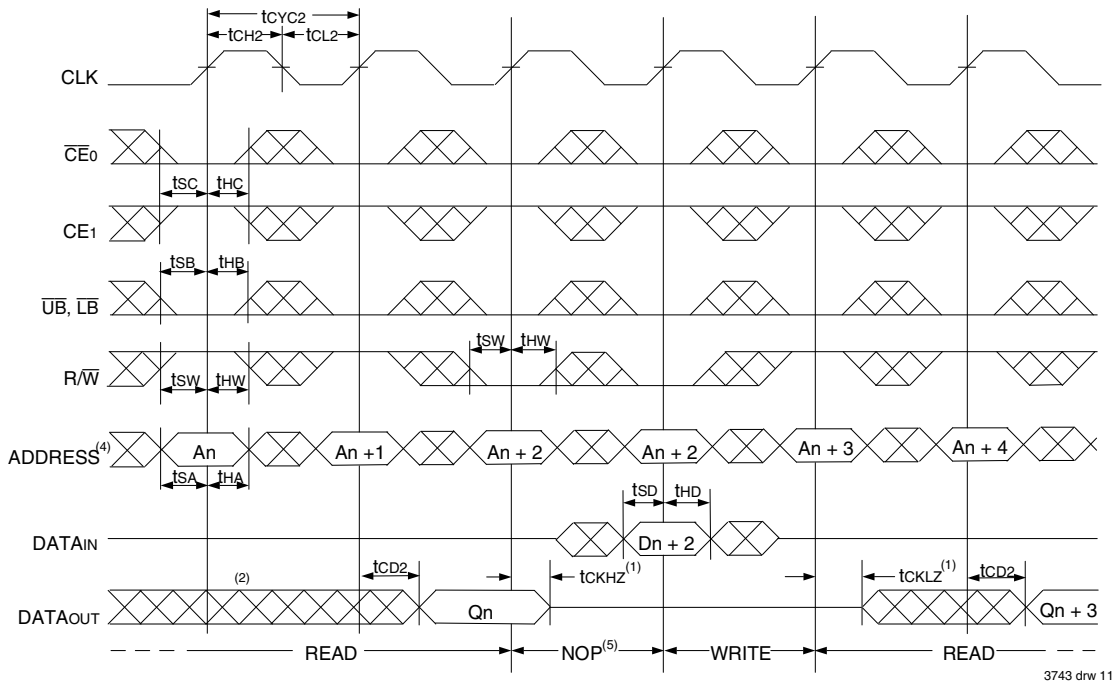 tCYC2
tCH2 tCL2
CLK
CE0
tSC tHC
CE1
tSB tHB
UB, LB
tSW tHW
R/W
tSW tHW
ADDRESS(4) An An +1 An + 2 An + 2 An + 3 An + 4
tSA tHA
tSD tHD
DATAIN Dn + 2
(2) tCD2 tCKHZ(1) tCKLZ(1) tCD2
DATAOUT Qn Qn + 3
READ NOP(5) WRITE READ
3743 drw 11